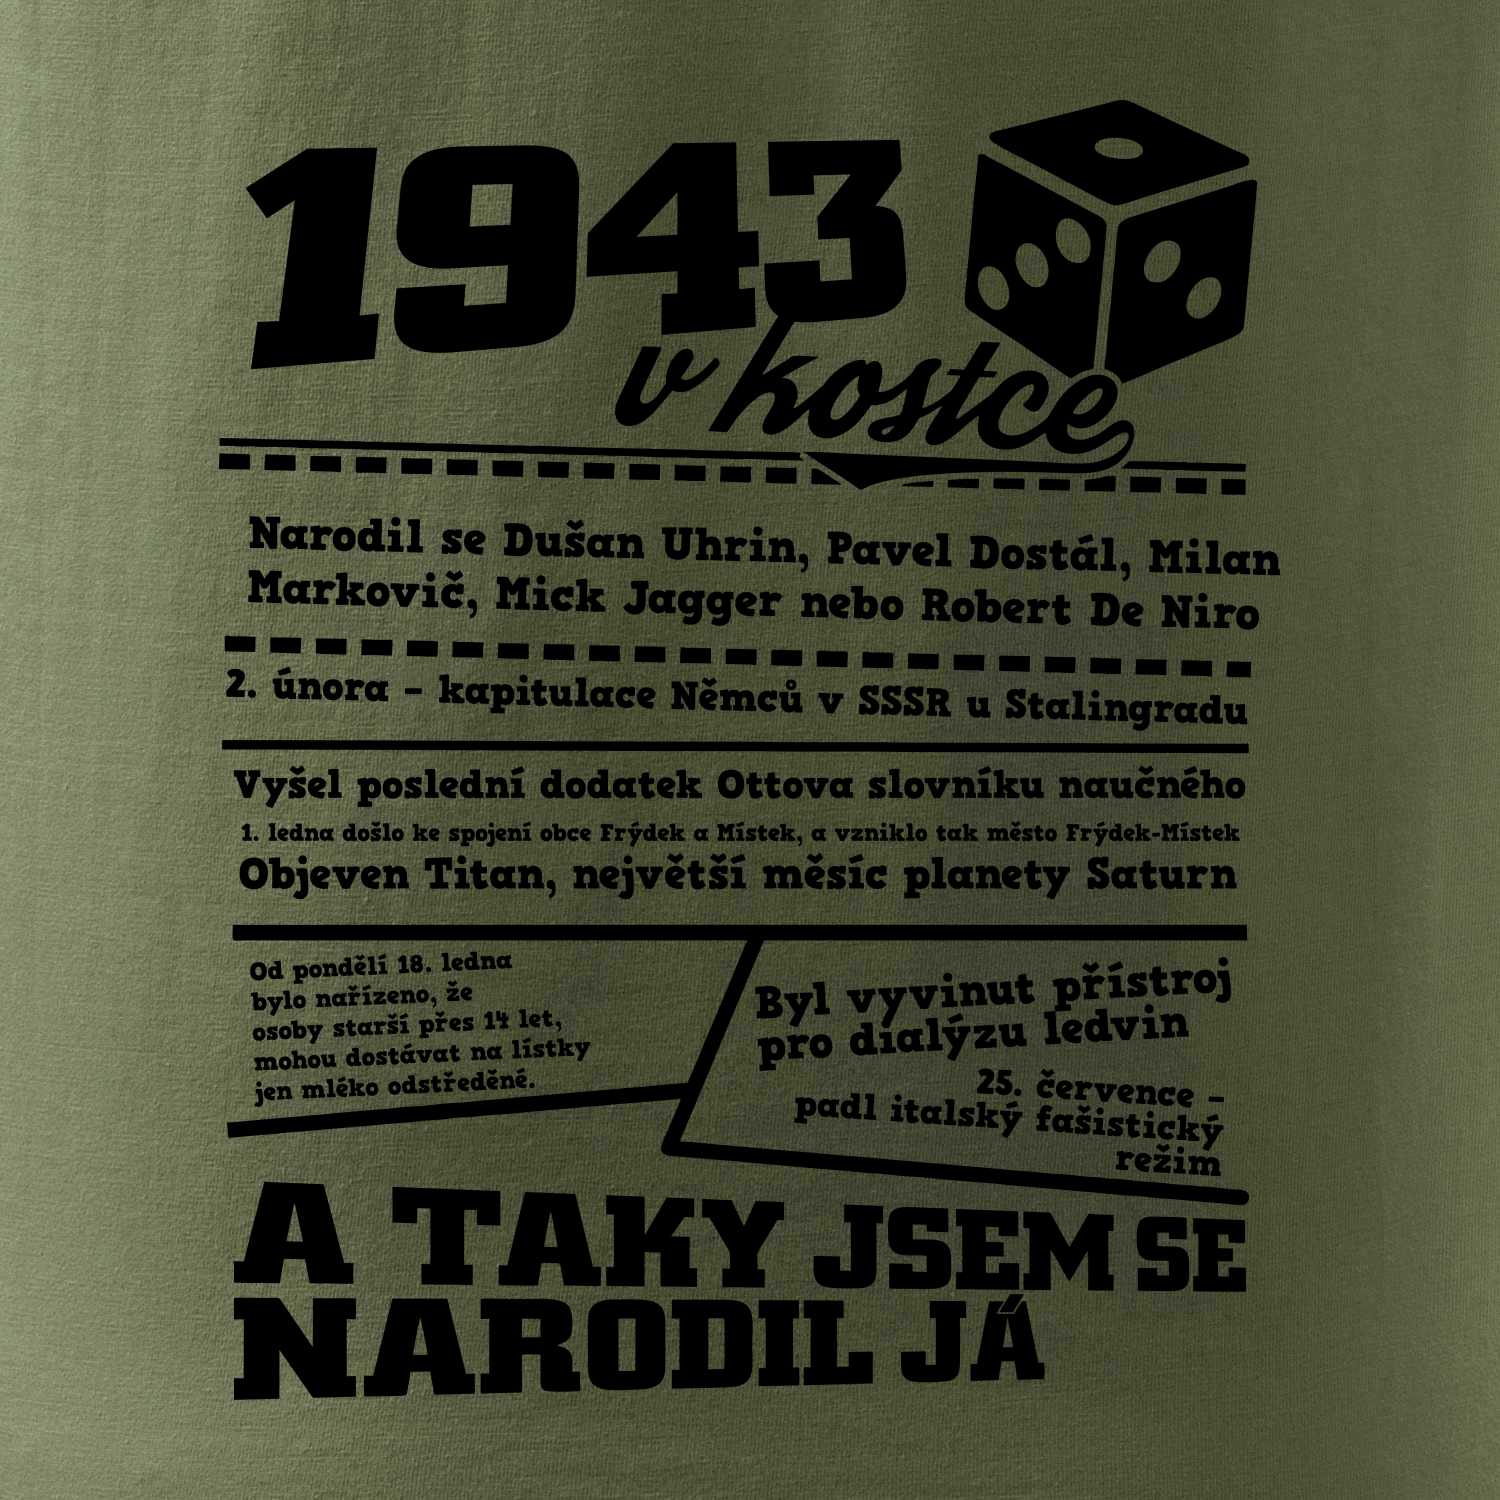 1943
v kostce
Narodil se Dušan Uhrin, Pavel Dostál, Milan
Markovič, Mick Jagger nebo Robert De Niro
2. února – kapitulace Němců v SSSR u Stalingradu
Vyšel poslední dodatek Ottova slovníku naučného
1. ledna došlo ke spojení obce Frýdek a Místek, a vzniklo tak město Frýdek-Místek
Objeven Titan, největší měsíc planety Saturn
Od pondělí 18. ledna
bylo nařízeno, že
osoby starší přes 14 let,
mohou dostávat na lístky
jen mléko odstředěné.
Byl vyvinut přístroj
pro dialýzu ledvin
25. července –
padl italský fašistický
režim
A TAKY JSEM SE
NARODIL JÁ